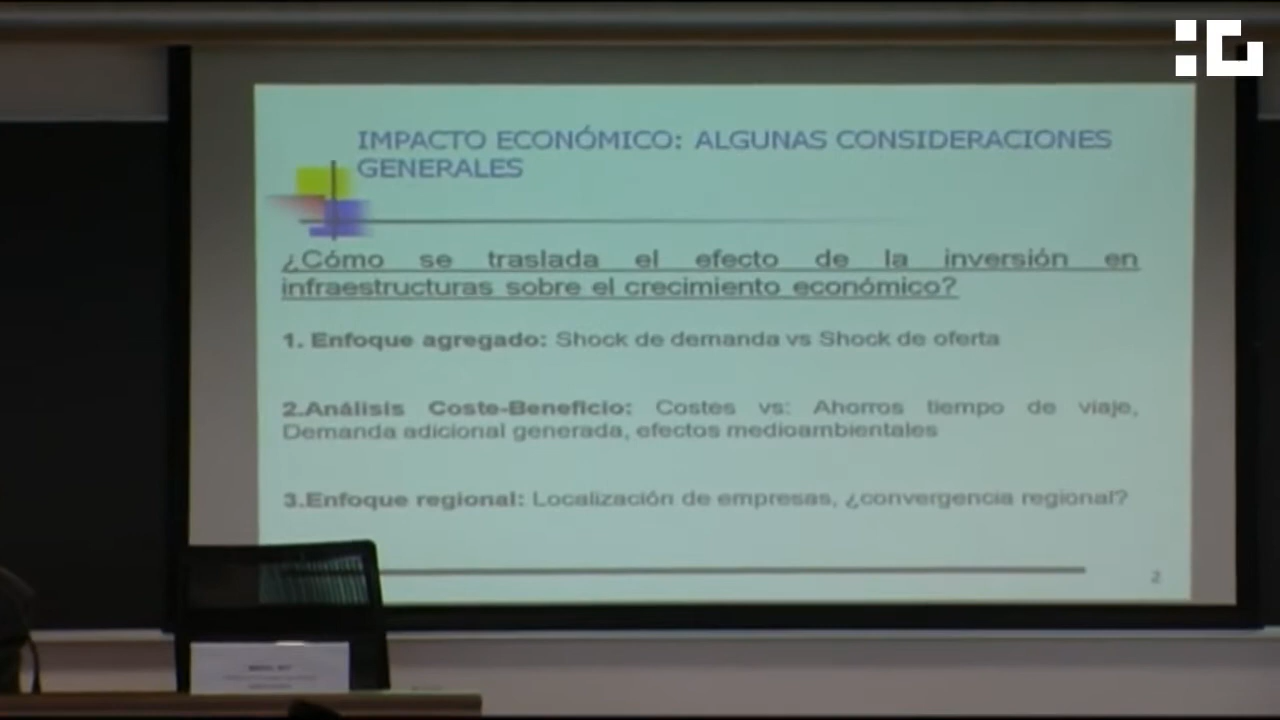 IMPACTO ECONÓMICO: ALGUNAS CONSIDERACIONES
GENERALES
¿Cómo se traslada el efecto de la inversión en
infraestructuras sobre el crecimiento económico?
1. Enfoque agregado: Shock de demanda vs Shock de oferta
2.Análisis Coste-Beneficio: Costes vs: Ahorros tiempo de viaje,
Demanda adicional generada, efectos medioambientales
3.Enfoque regional: Localización de empresas, ¿convergencia regional?
2